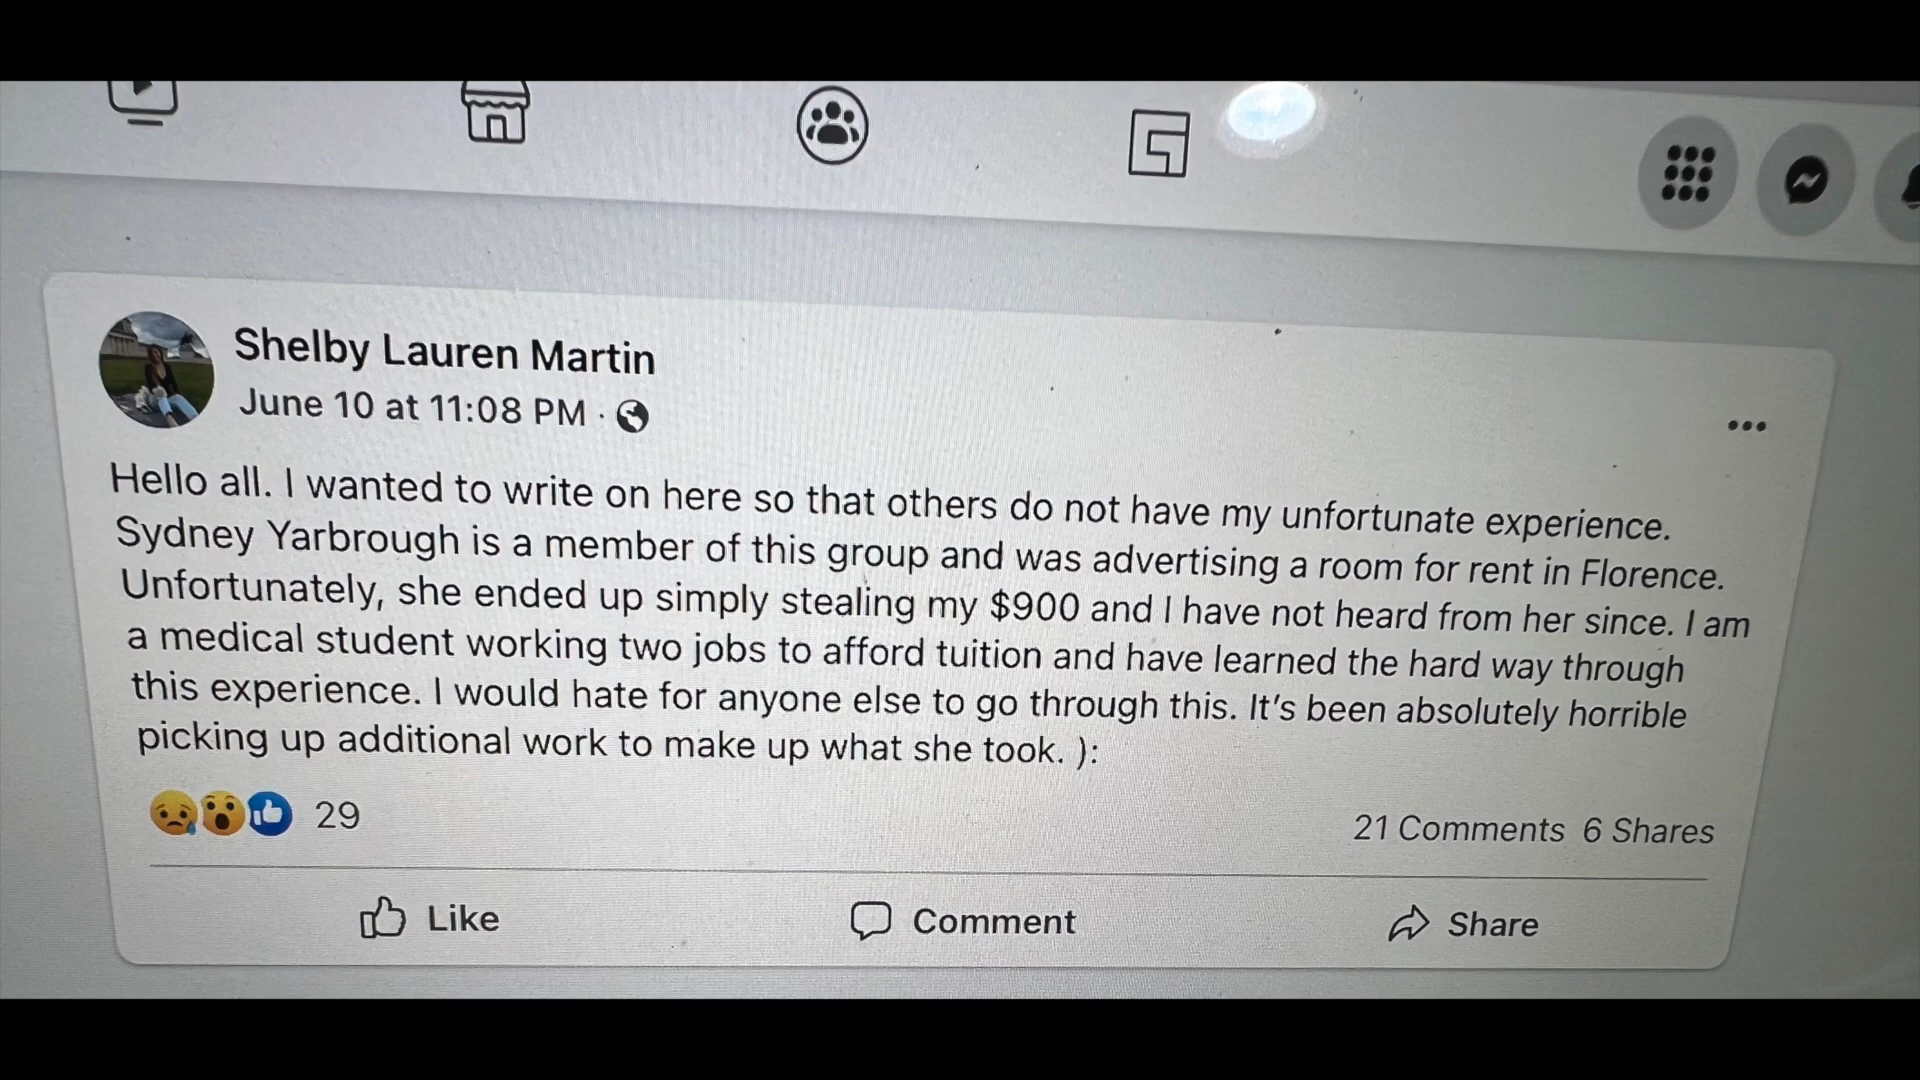 Shelby Lauren Martin
June 10 at 11:08 PM ·
Hello all. I wanted to write on here so that others do not have my unfortunate experience.
Sydney Yarbrough is a member of this group and was advertising a room for rent in Florence.
Unfortunately, she ended up simply stealing my $900 and I have not heard from her since. I am
a medical student working two jobs to afford tuition and have learned the hard way through
this experience. I would hate for anyone else to go through this. It's been absolutely horrible
picking up additional work to make up what she took. ):
29
21 Comments 6 Shares
Like Comment Share